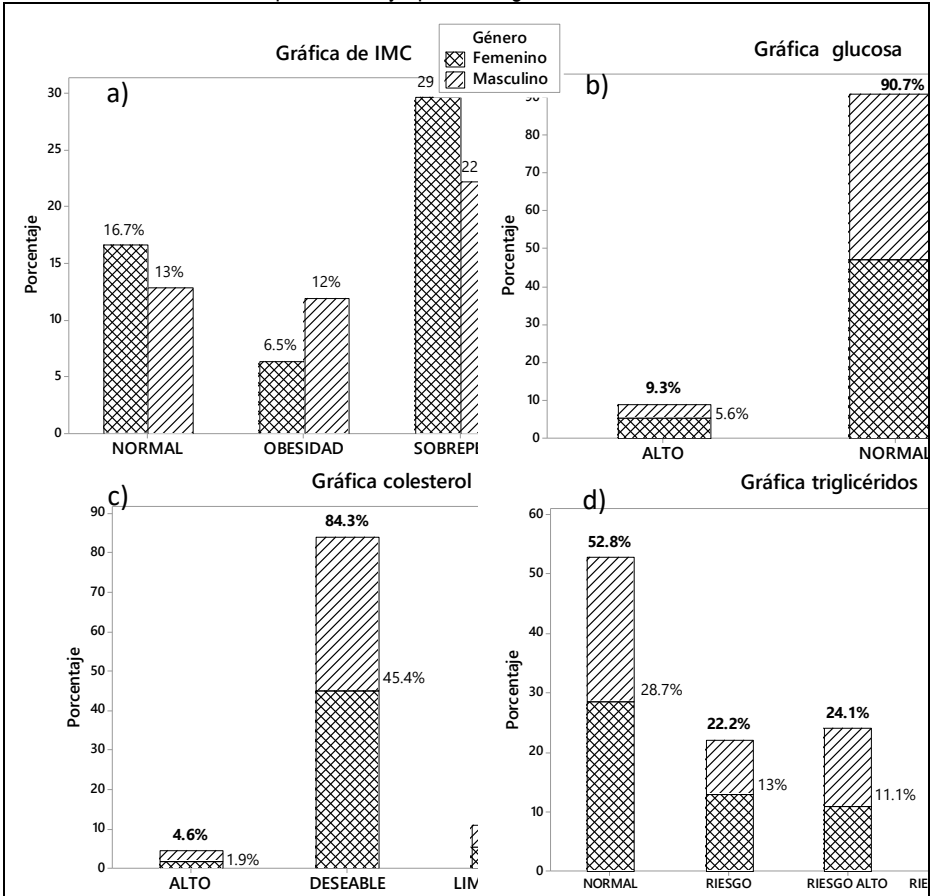 Género
Femenino
Masculino
Gráfica de IMC
a)
Porcentaje
30
25
20
15
10
5
0
16.7%
13%
6.5%
12%
29
22
NORMAL
OBESIDAD
Gráfica glucosa
b)
Porcentaje
80
70
60
50
40
30
20
10
0
9.3%
5.6%
90.7%
ALTO
NORMAL
Gráfica colesterol
c)
Porcentaje
90
80
70
60
50
40
30
20
10
0
4.6%
1.9%
84.3%
45.4%
ALTO
DESEABLE
Gráfica triglicéridos
d)
Porcentaje
60
50
40
30
20
10
0
52.8%
28.7%
22.2%
13%
24.1%
11.1%
NORMAL
RIESGO
RIESGO ALTO